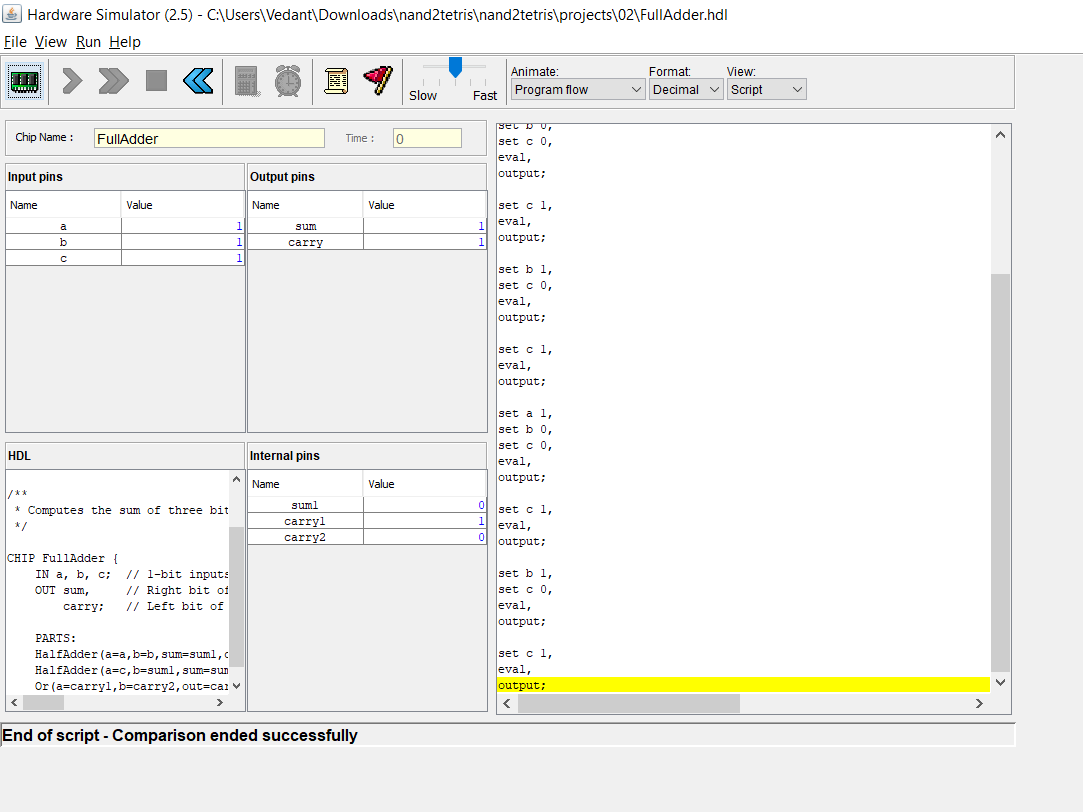 Hardware Simulator (2.5) - C:\Users\Vedant\Downloads\nand2tetris\nand2tetris\projects\02\FullAdder.hdl
File View Run Help
Slow Fast
Animate: Format: View:
Program flow Decimal Script
Chip Name : FullAdder Time : 0
Input pins
Name Value
a 1
b 1
c 1
Output pins
Name Value
sum 1
carry 1
HDL
/**
* Computes the sum of three bit
*/
CHIP FullAdder {
IN a, b, c; // 1-bit inputs
OUT sum, // Right bit of
carry; // Left bit of
PARTS:
HalfAdder(a=a,b=b,sum=sum1,c
HalfAdder(a=c,b=sum1,sum=sum
Or(a=carry1,b=carry2,out=car
Internal pins
Name Value
sum1 0
carry1 1
carry2 0
set b 0,
set c 0,
eval,
output;
set c 1,
eval,
output;
set b 1,
set c 0,
eval,
output;
set c 1,
eval,
output;
set a 1,
set b 0,
set c 0,
eval,
output;
set c 1,
eval,
output;
set b 1,
set c 0,
eval,
output;
set c 1,
eval,
output;
End of script - Comparison ended successfully